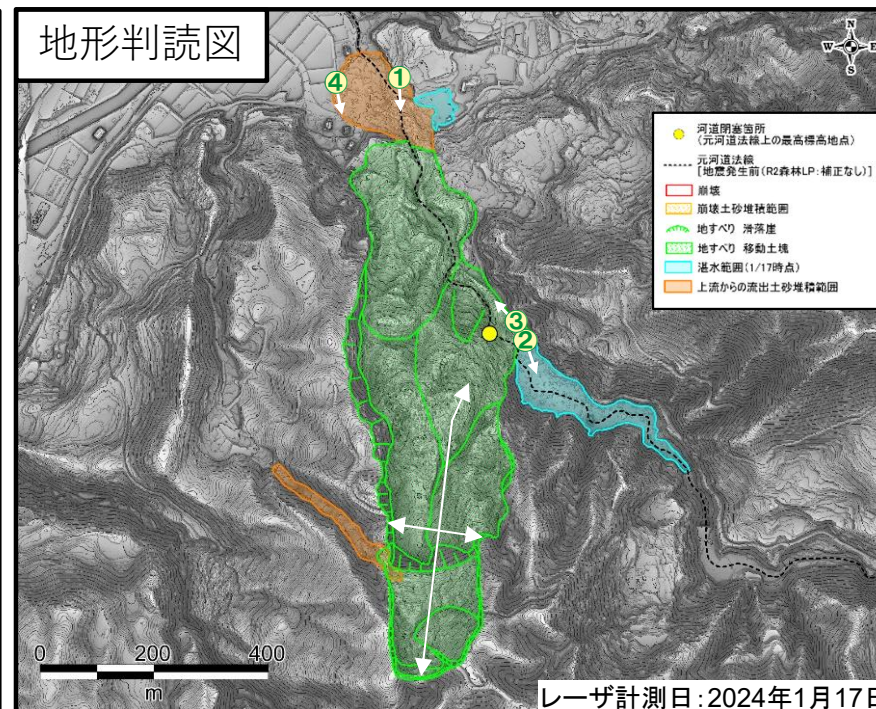 地形判読図
N
W E
S
④
①
③
②
河道閉塞箇所
(元河道法線上の最高標高地点)
元河道法線
[地震発生前(R2森林LP:補正なし)]
崩壊
崩壊土砂堆積範囲
地すべり 滑落崖
地すべり 移動土塊
湛水範囲(1/17時点)
上流からの流出土砂堆積範囲
0 200 400
m
レーザ計測日:2024年1月17日